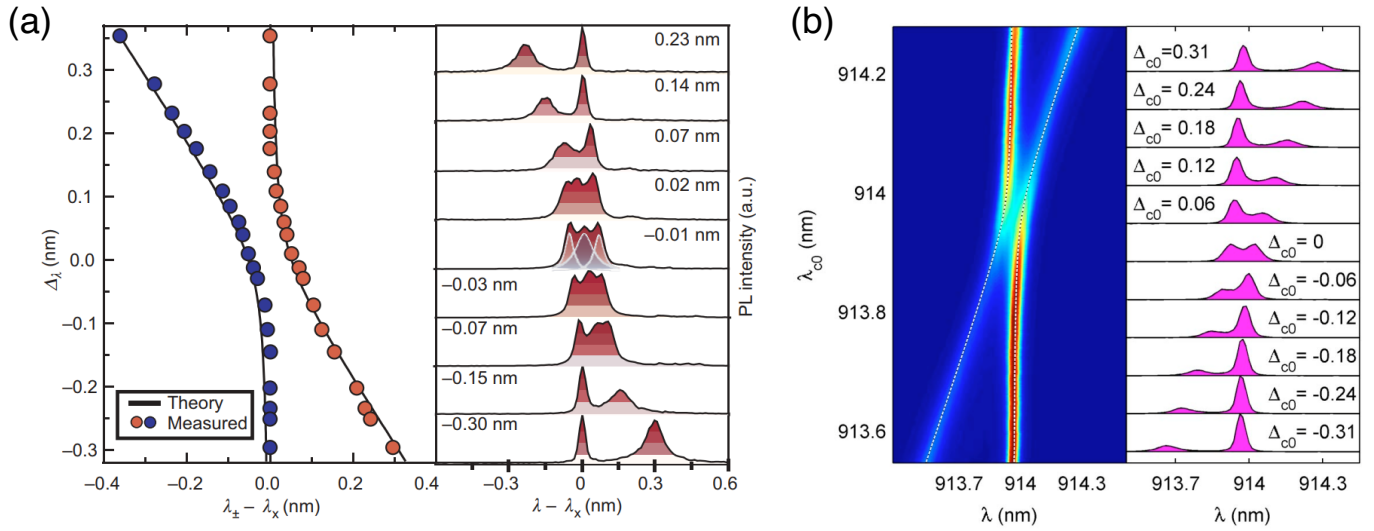 (a)
0.3
0.2
0.1
0.0
–0.1
–0.2
–0.3
Δλ (nm)
Theory
Measured
–0.4
–0.2
0.0
0.2
0.4
λ± – λx (nm)
0.23 nm
0.14 nm
0.07 nm
0.02 nm
–0.01 nm
–0.03 nm
–0.07 nm
–0.15 nm
–0.30 nm
PL intensity (a.u.)
–0.3
0
0.3
0.6
λ – λx (nm)
(b)
914.2
914
913.8
913.6
λc0 (nm)
913.7
914
914.3
λ (nm)
Δc0=0.31
Δc0= 0.24
Δc0= 0.18
Δc0= 0.12
Δc0= 0.06
Δc0= 0
Δc0= -0.06
Δc0= -0.12
Δc0= -0.18
Δc0= -0.24
Δc0= -0.31
913.7
914
914.3
λ (nm)